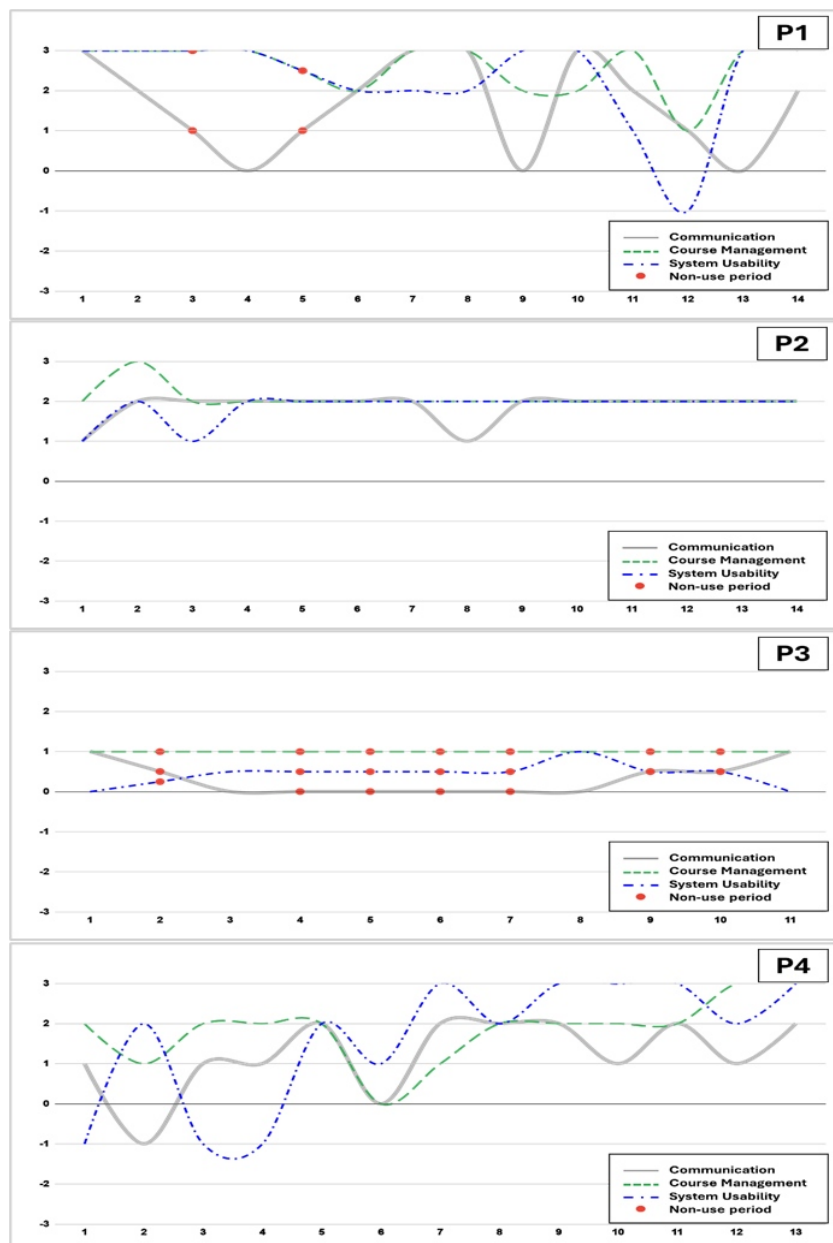 P1
3
2
1
0
-1
-2
-3
Communication
Course Management
System Usability
Non-use period
1 2 3 4 5 6 7 8 9 10 11 12 13 14
P2
3
2
1
0
-1
-2
-3
Communication
Course Management
System Usability
Non-use period
1 2 3 4 5 6 7 8 9 10 11 12 13 14
P3
3
2
1
0
-1
-2
-3
Communication
Course Management
System Usability
Non-use period
1 2 3 4 5 6 7 8 9 10 11
P4
3
2
1
0
-1
-2
-3
Communication
Course Management
System Usability
Non-use period
1 2 3 4 5 6 7 8 9 10 11 12 13